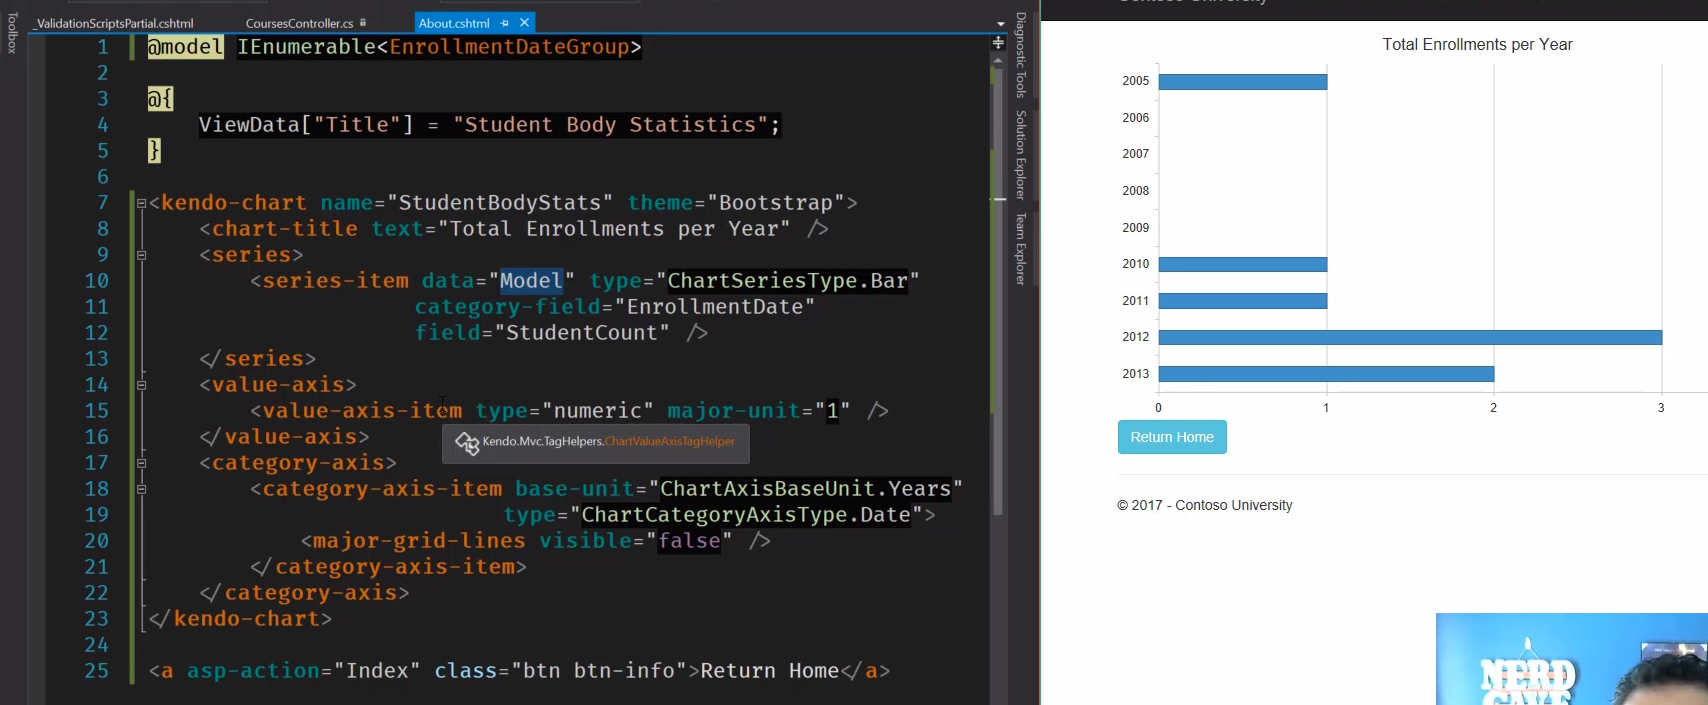 Toolbox
_ValidationScriptsPartial.cshtml CoursesController.cs About.cshtml
1 @model IEnumerable<EnrollmentDateGroup>
2
3 @{
4 ViewData["Title"] = "Student Body Statistics";
5 }
6
7 <kendo-chart name="StudentBodyStats" theme="Bootstrap">
8 <chart-title text="Total Enrollments per Year" />
9 <series>
10 <series-item data="Model" type="ChartSeriesType.Bar"
11 category-field="EnrollmentDate"
12 field="StudentCount" />
13 </series>
14 <value-axis>
15 <value-axis-item type="numeric" major-unit="1" />
16 </value-axis>
Kendo.Mvc.TagHelpers.ChartValueAxisTagHelper
17 <category-axis>
18 <category-axis-item base-unit="ChartAxisBaseUnit.Years"
19 type="ChartCategoryAxisType.Date">
20 <major-grid-lines visible="false" />
21 </category-axis-item>
22 </category-axis>
23 </kendo-chart>
24
25 <a asp-action="Index" class="btn btn-info">Return Home</a>
Diagnostic Tools
Solution Explorer
Team Explorer
Contoso University
Total Enrollments per Year
2005
2006
2007
2008
2009
2010
2011
2012
2013
0 1 2 3
Return Home
© 2017 - Contoso University
NERD
CAVE